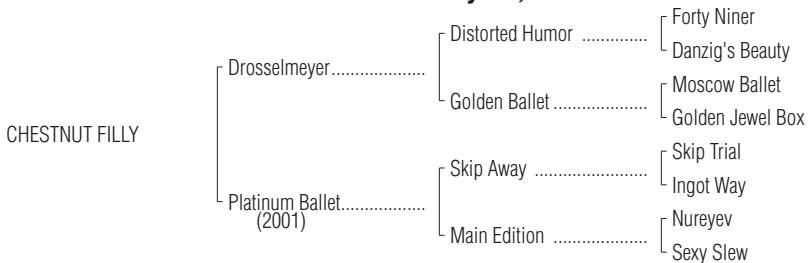 Forty Niner
Distorted Humor ..............
Danzig's Beauty
Drosselmeyer....................
Moscow Ballet
Golden Ballet ....................
Golden Jewel Box
CHESTNUT FILLY
Skip Trial
Skip Away ........................
Ingot Way
Platinum Ballet..................
(2001)
Nureyev
Main Edition ....................
Sexy Slew